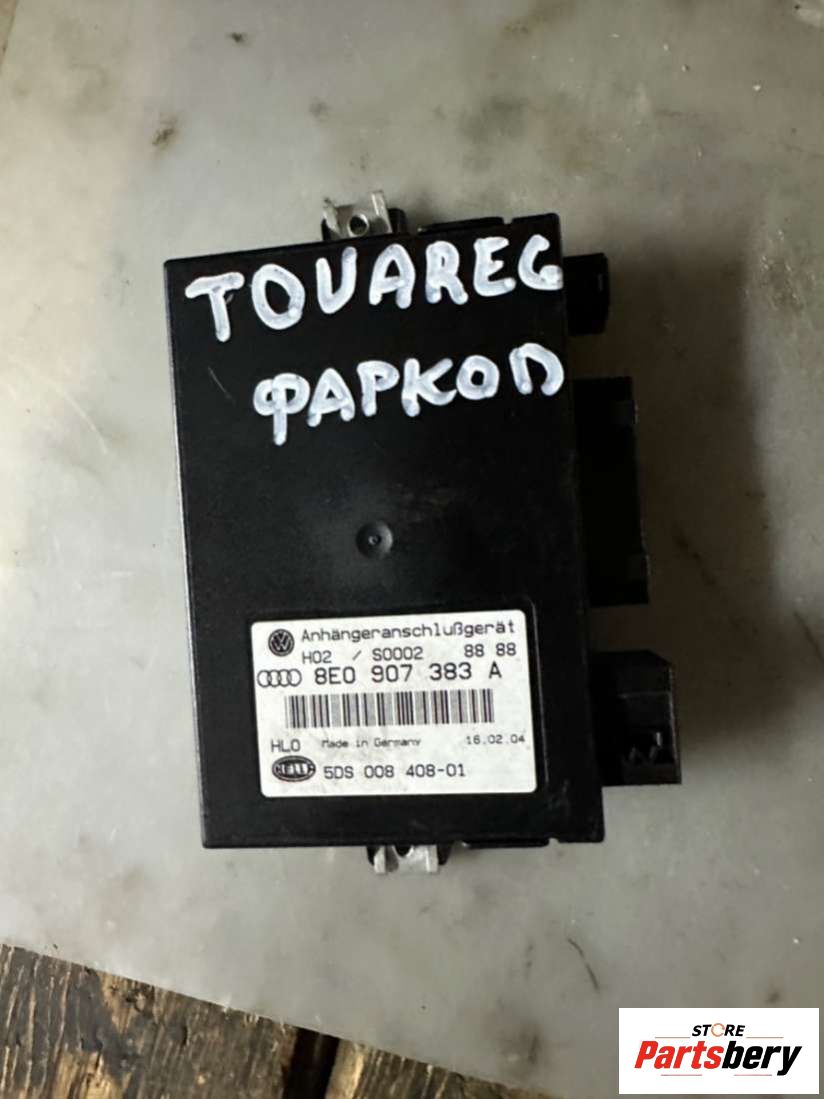 TOUAREG
ФАРКОП
Anhängeranschlußgerät
H02 / S0002 88 88
8E0 907 383 A
HLO Made in Germany 16.02.04
HELLA 5DS 008 408-01
STORE
Partsbery